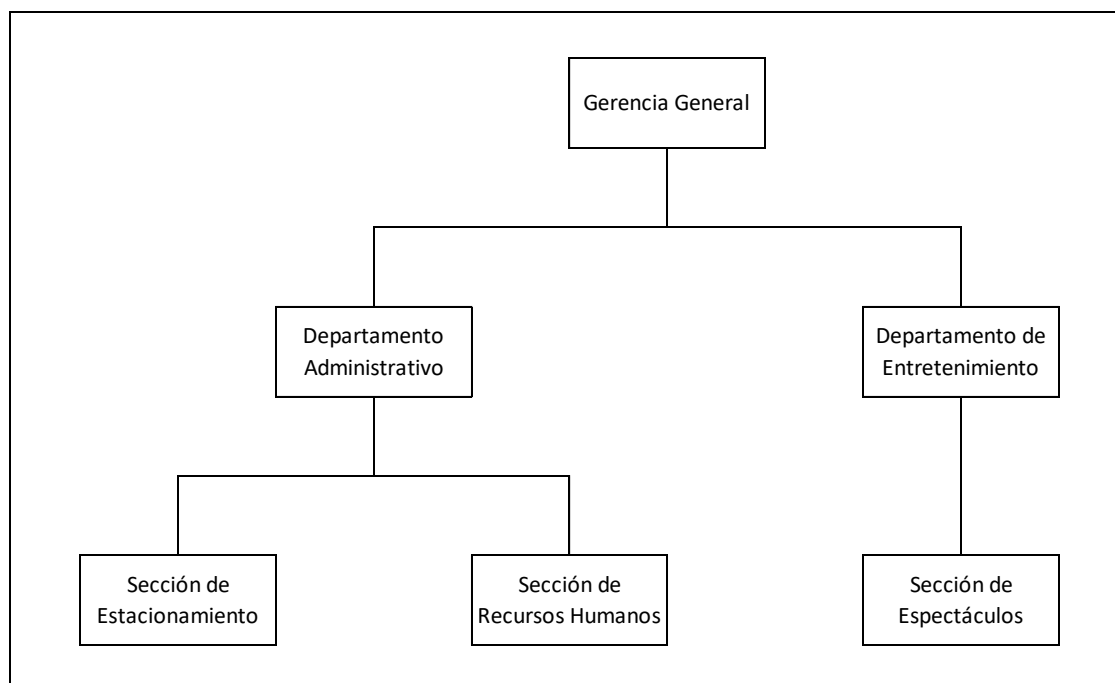 Gerencia General
Departamento
Administrativo
Departamento de
Entretenimiento
Sección de
Estacionamiento
Sección de
Recursos Humanos
Sección de
Espectáculos